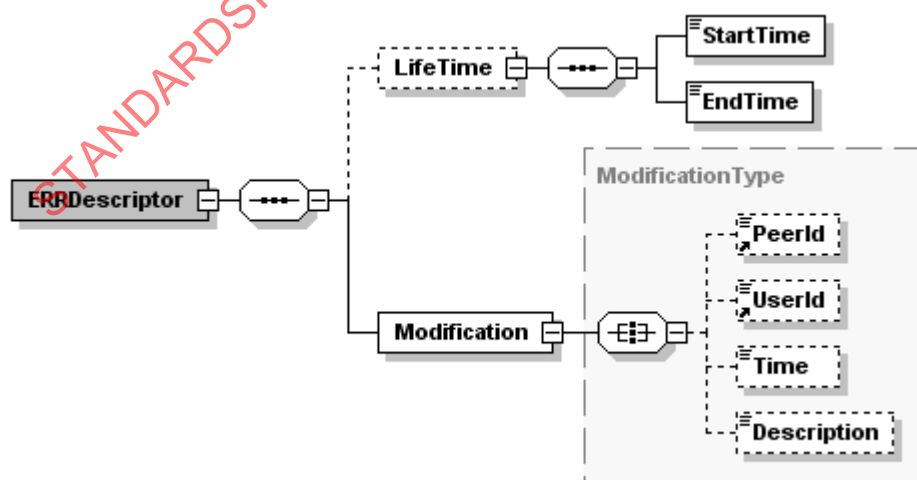 StartTime
LifeTime
EndTime
ModificationType
STANDARDS
ERRDescriptor
PeerId
UserId
Modification
Time
Description